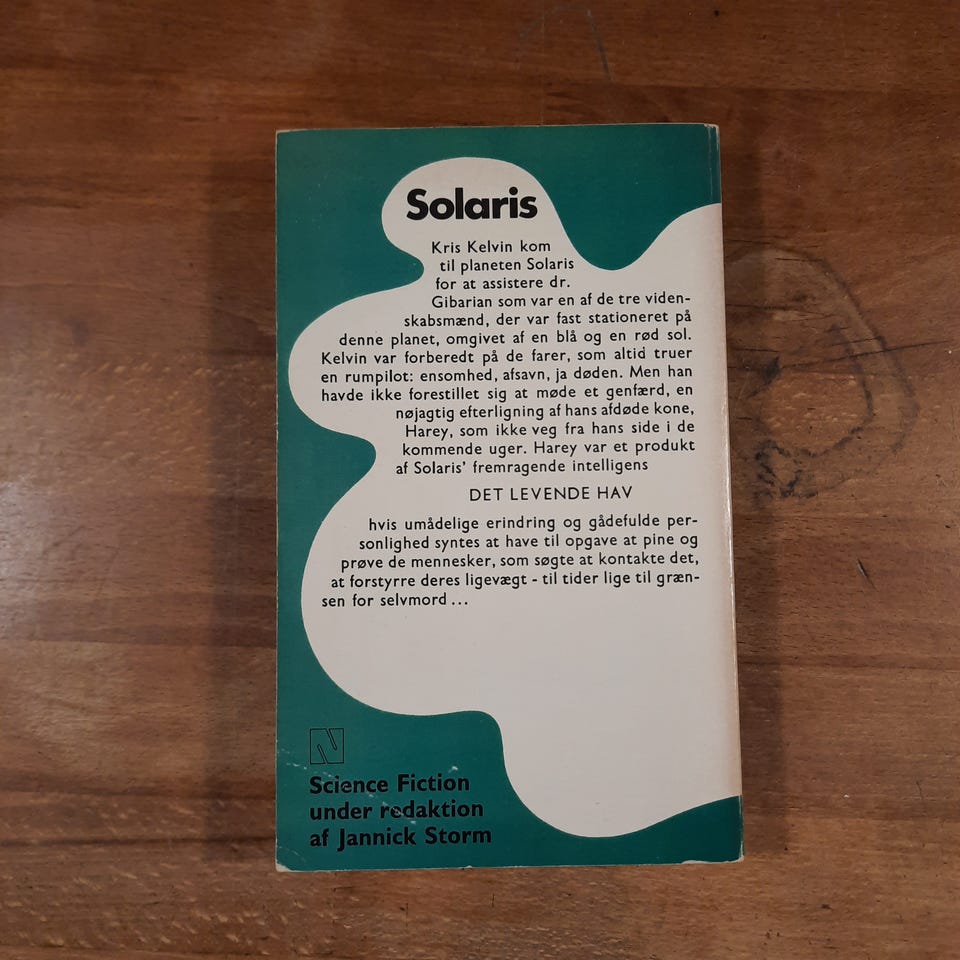 Solaris
Kris Kelvin kom
til planeten Solaris
for at assistere dr.
Gibarian som var en af de tre viden-
skabsmænd, der var fast stationeret på
denne planet, omgivet af en blå og en rød sol.
Kelvin var forberedt på de farer, som altid truer
en rumpilot: ensomhed, afsavn, ja døden. Men han
havde ikke forestillet sig at møde et genfærd, en
nøjagtig efterligning af hans afdøde kone,
Harey, som ikke veg fra hans side i de
kommende uger. Harey var et produkt
af Solaris' fremragende intelligens
DET LEVENDE HAV
hvis umådelige erindring og gådefulde per-
sonlighed syntes at have til opgave at pine og
prøve de mennesker, som søgte at kontakte det,
at forstyrre deres ligevægt - til tider lige til græn-
sen for selvmord...
N
Science Fiction
under redaktion
af Jannick Storm